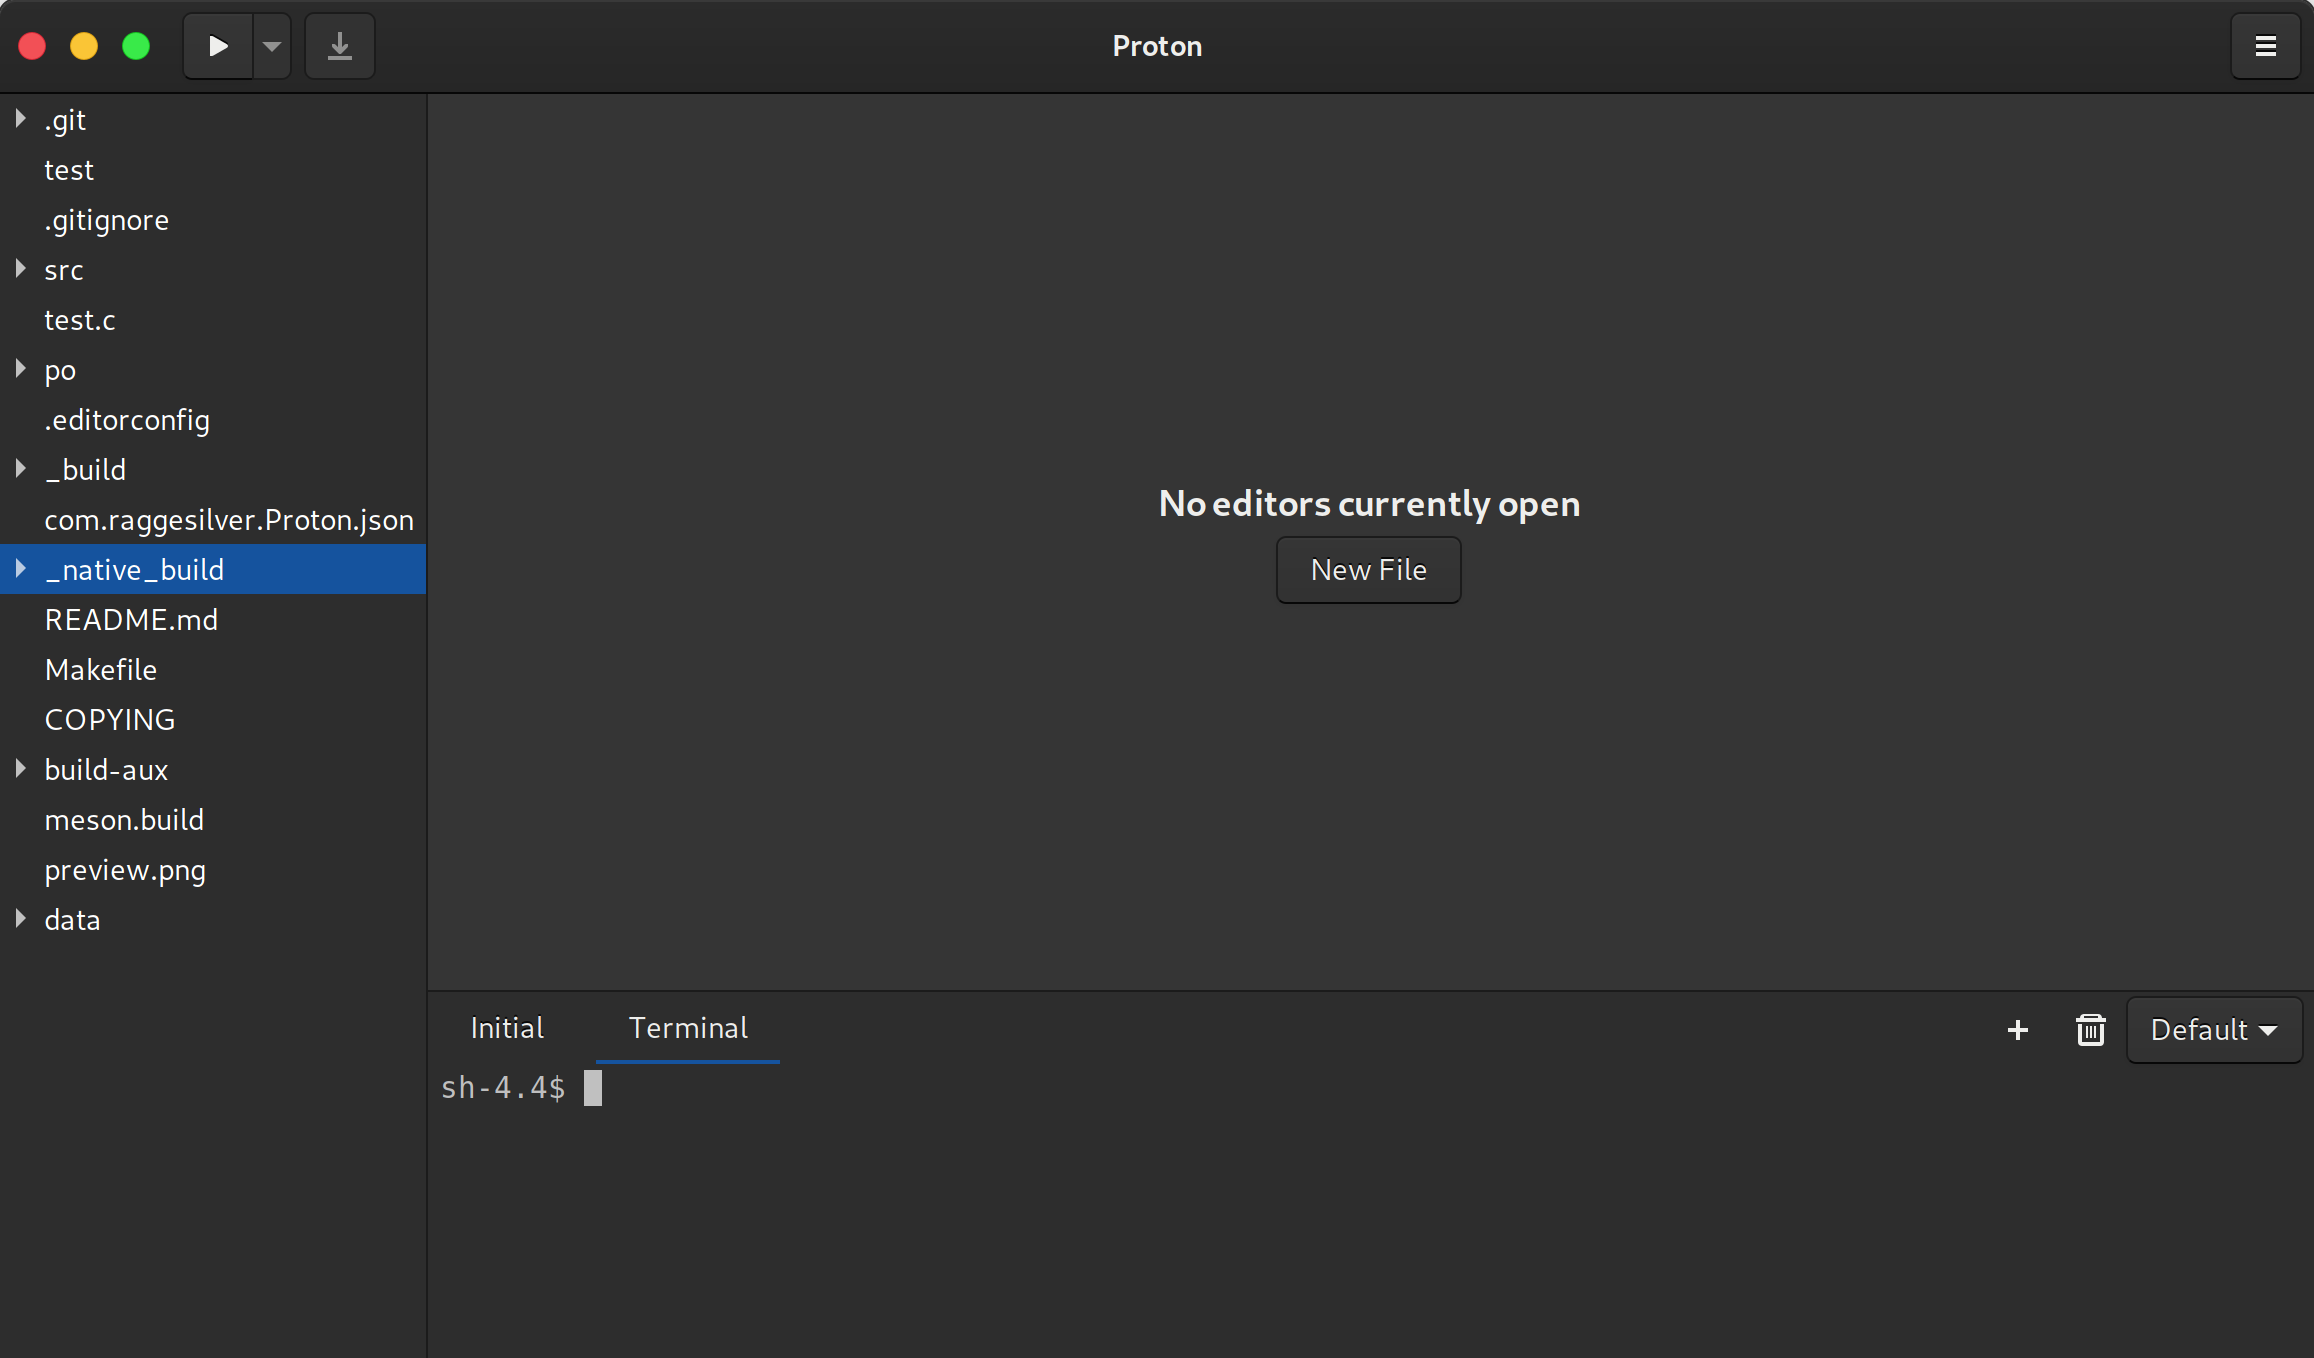 Proton
.git
test
.gitignore
src
test.c
po
.editorconfig
_build
com.raggesilver.Proton.json
_native_build
README.md
Makefile
COPYING
build-aux
meson.build
preview.png
data
No editors currently open
New File
Initial
Terminal
Default
sh-4.4$